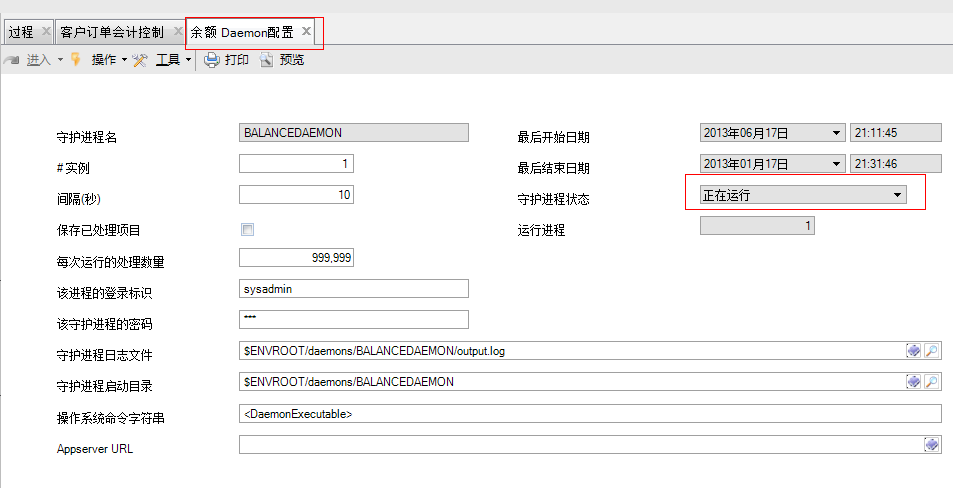 过程 客户订单会计控制 余额 Daemon配置
进入 操作 工具 打印 预览
守护进程名 BALANCEDAEMON 最后开始日期 2013年06月17日 21:11:45
# 实例 1 最后结束日期 2013年01月17日 21:31:46
间隔(秒) 10 守护进程状态 正在运行
保存已处理项目 运行进程 1
每次运行的处理数量 999,999
该进程的登录标识 sysadmin
该守护进程的密码 ***
守护进程日志文件 $ENVROOT/daemons/BALANCEDAEMON/output.log
守护进程启动目录 $ENVROOT/daemons/BALANCEDAEMON
操作系统命令字符串 <DaemonExecutable>
Appserver URL